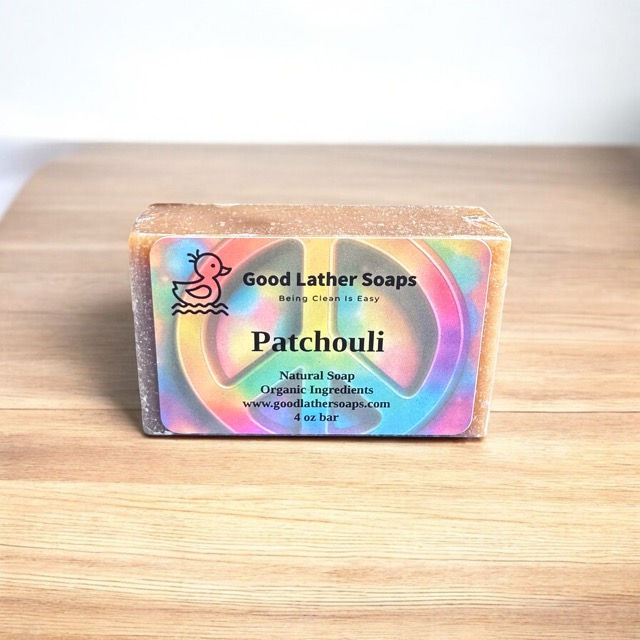 Good Lather Soaps
Being Clean Is Easy
Patchouli
Natural Soap
Organic Ingredients
www.goodlathersoaps.com
4 oz bar